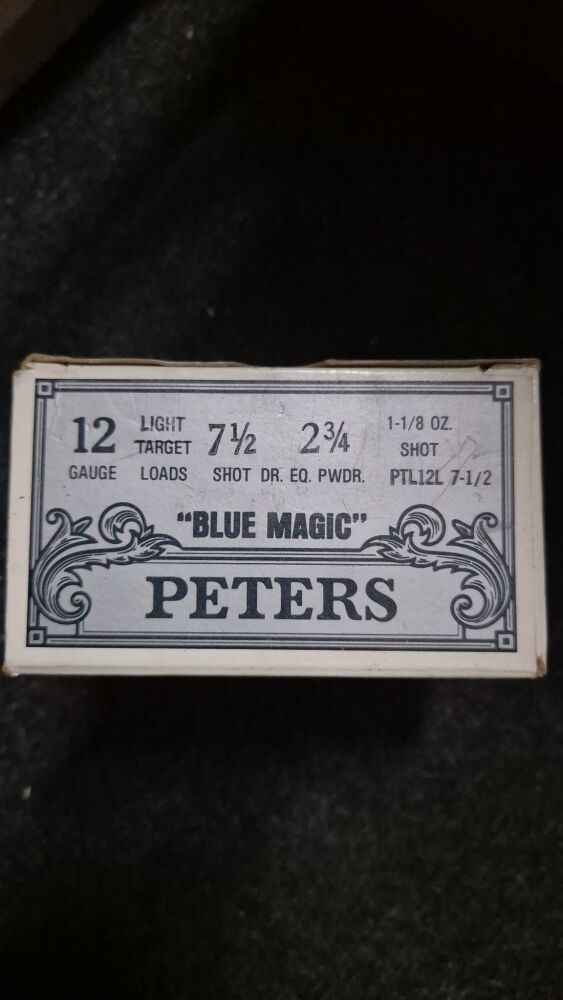 12 LIGHT 7½ 2¾ 1-1/8 OZ.
TARGET SHOT
GAUGE LOADS SHOT DR. EQ. PWDR. PTL12L 7-1/2
"BLUE MAGIC"
PETERS